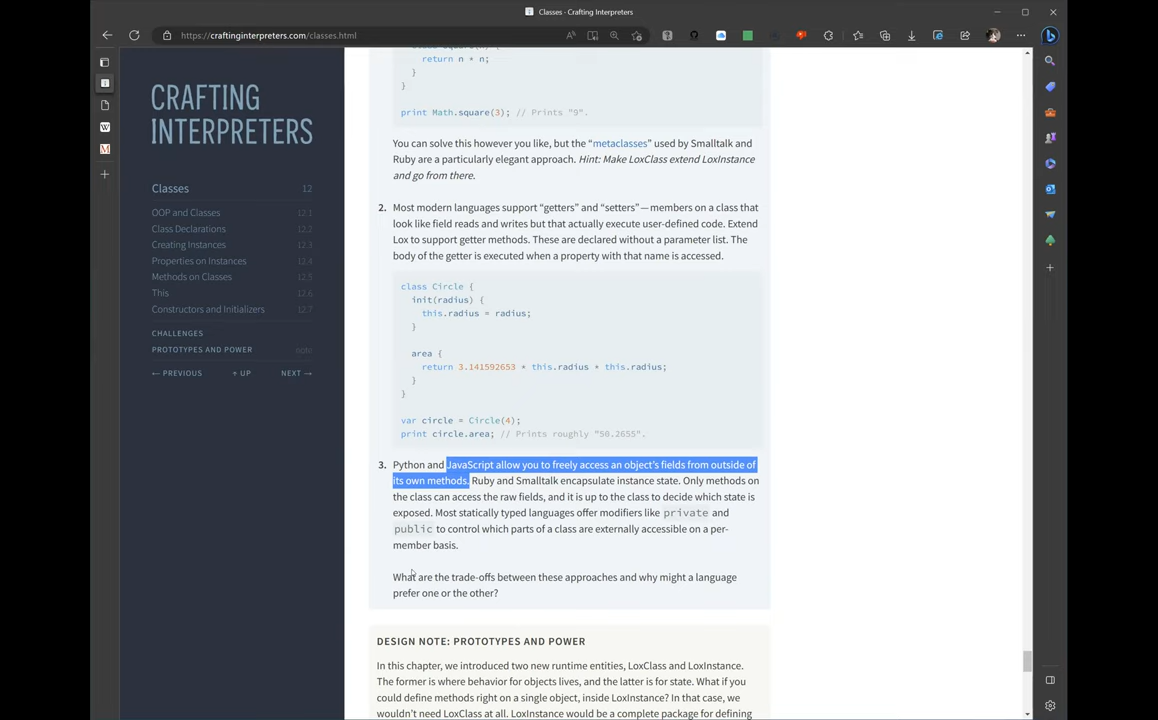 Classes · Crafting Interpreters
https://craftinginterpreters.com/classes.html
CRAFTING
INTERPRETERS
Classes 12
OOP and Classes 12.1
Class Declarations 12.2
Creating Instances 12.3
Properties on Instances 12.4
Methods on Classes 12.5
This 12.6
Constructors and Initializers 12.7
CHALLENGES
PROTOTYPES AND POWER note
← PREVIOUS ↑ UP NEXT →
return n * n;
}
}
print Math.square(3); // Prints "9".
You can solve this however you like, but the “metaclasses” used by Smalltalk and
Ruby are a particularly elegant approach. Hint: Make LoxClass extend LoxInstance
and go from there.
2. Most modern languages support “getters” and “setters”—members on a class that
look like field reads and writes but that actually execute user-defined code. Extend
Lox to support getter methods. These are declared without a parameter list. The
body of the getter is executed when a property with that name is accessed.
class Circle {
init(radius) {
this.radius = radius;
}
area {
return 3.141592653 * this.radius * this.radius;
}
}
var circle = Circle(4);
print circle.area; // Prints roughly "50.2655".
3. Python and JavaScript allow you to freely access an object’s fields from outside of
its own methods. Ruby and Smalltalk encapsulate instance state. Only methods on
the class can access the raw fields, and it is up to the class to decide which state is
exposed. Most statically typed languages offer modifiers like private and
public to control which parts of a class are externally accessible on a per-
member basis.
What are the trade-offs between these approaches and why might a language
prefer one or the other?
DESIGN NOTE: PROTOTYPES AND POWER
In this chapter, we introduced two new runtime entities, LoxClass and LoxInstance.
The former is where behavior for objects lives, and the latter is for state. What if you
could define methods right on a single object, inside LoxInstance? In that case, we
wouldn’t need LoxClass at all. LoxInstance would be a complete package for defining